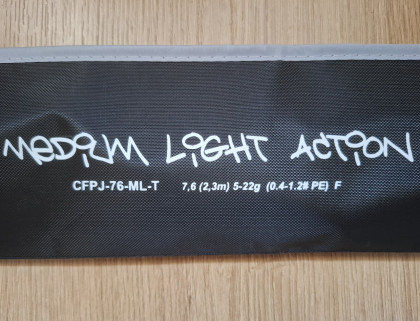 MEDIUM LIGHT ACTION
CFPJ-76-ML-T 7,6 (2,3m) 5-22g (0.4-1.2# PE) F